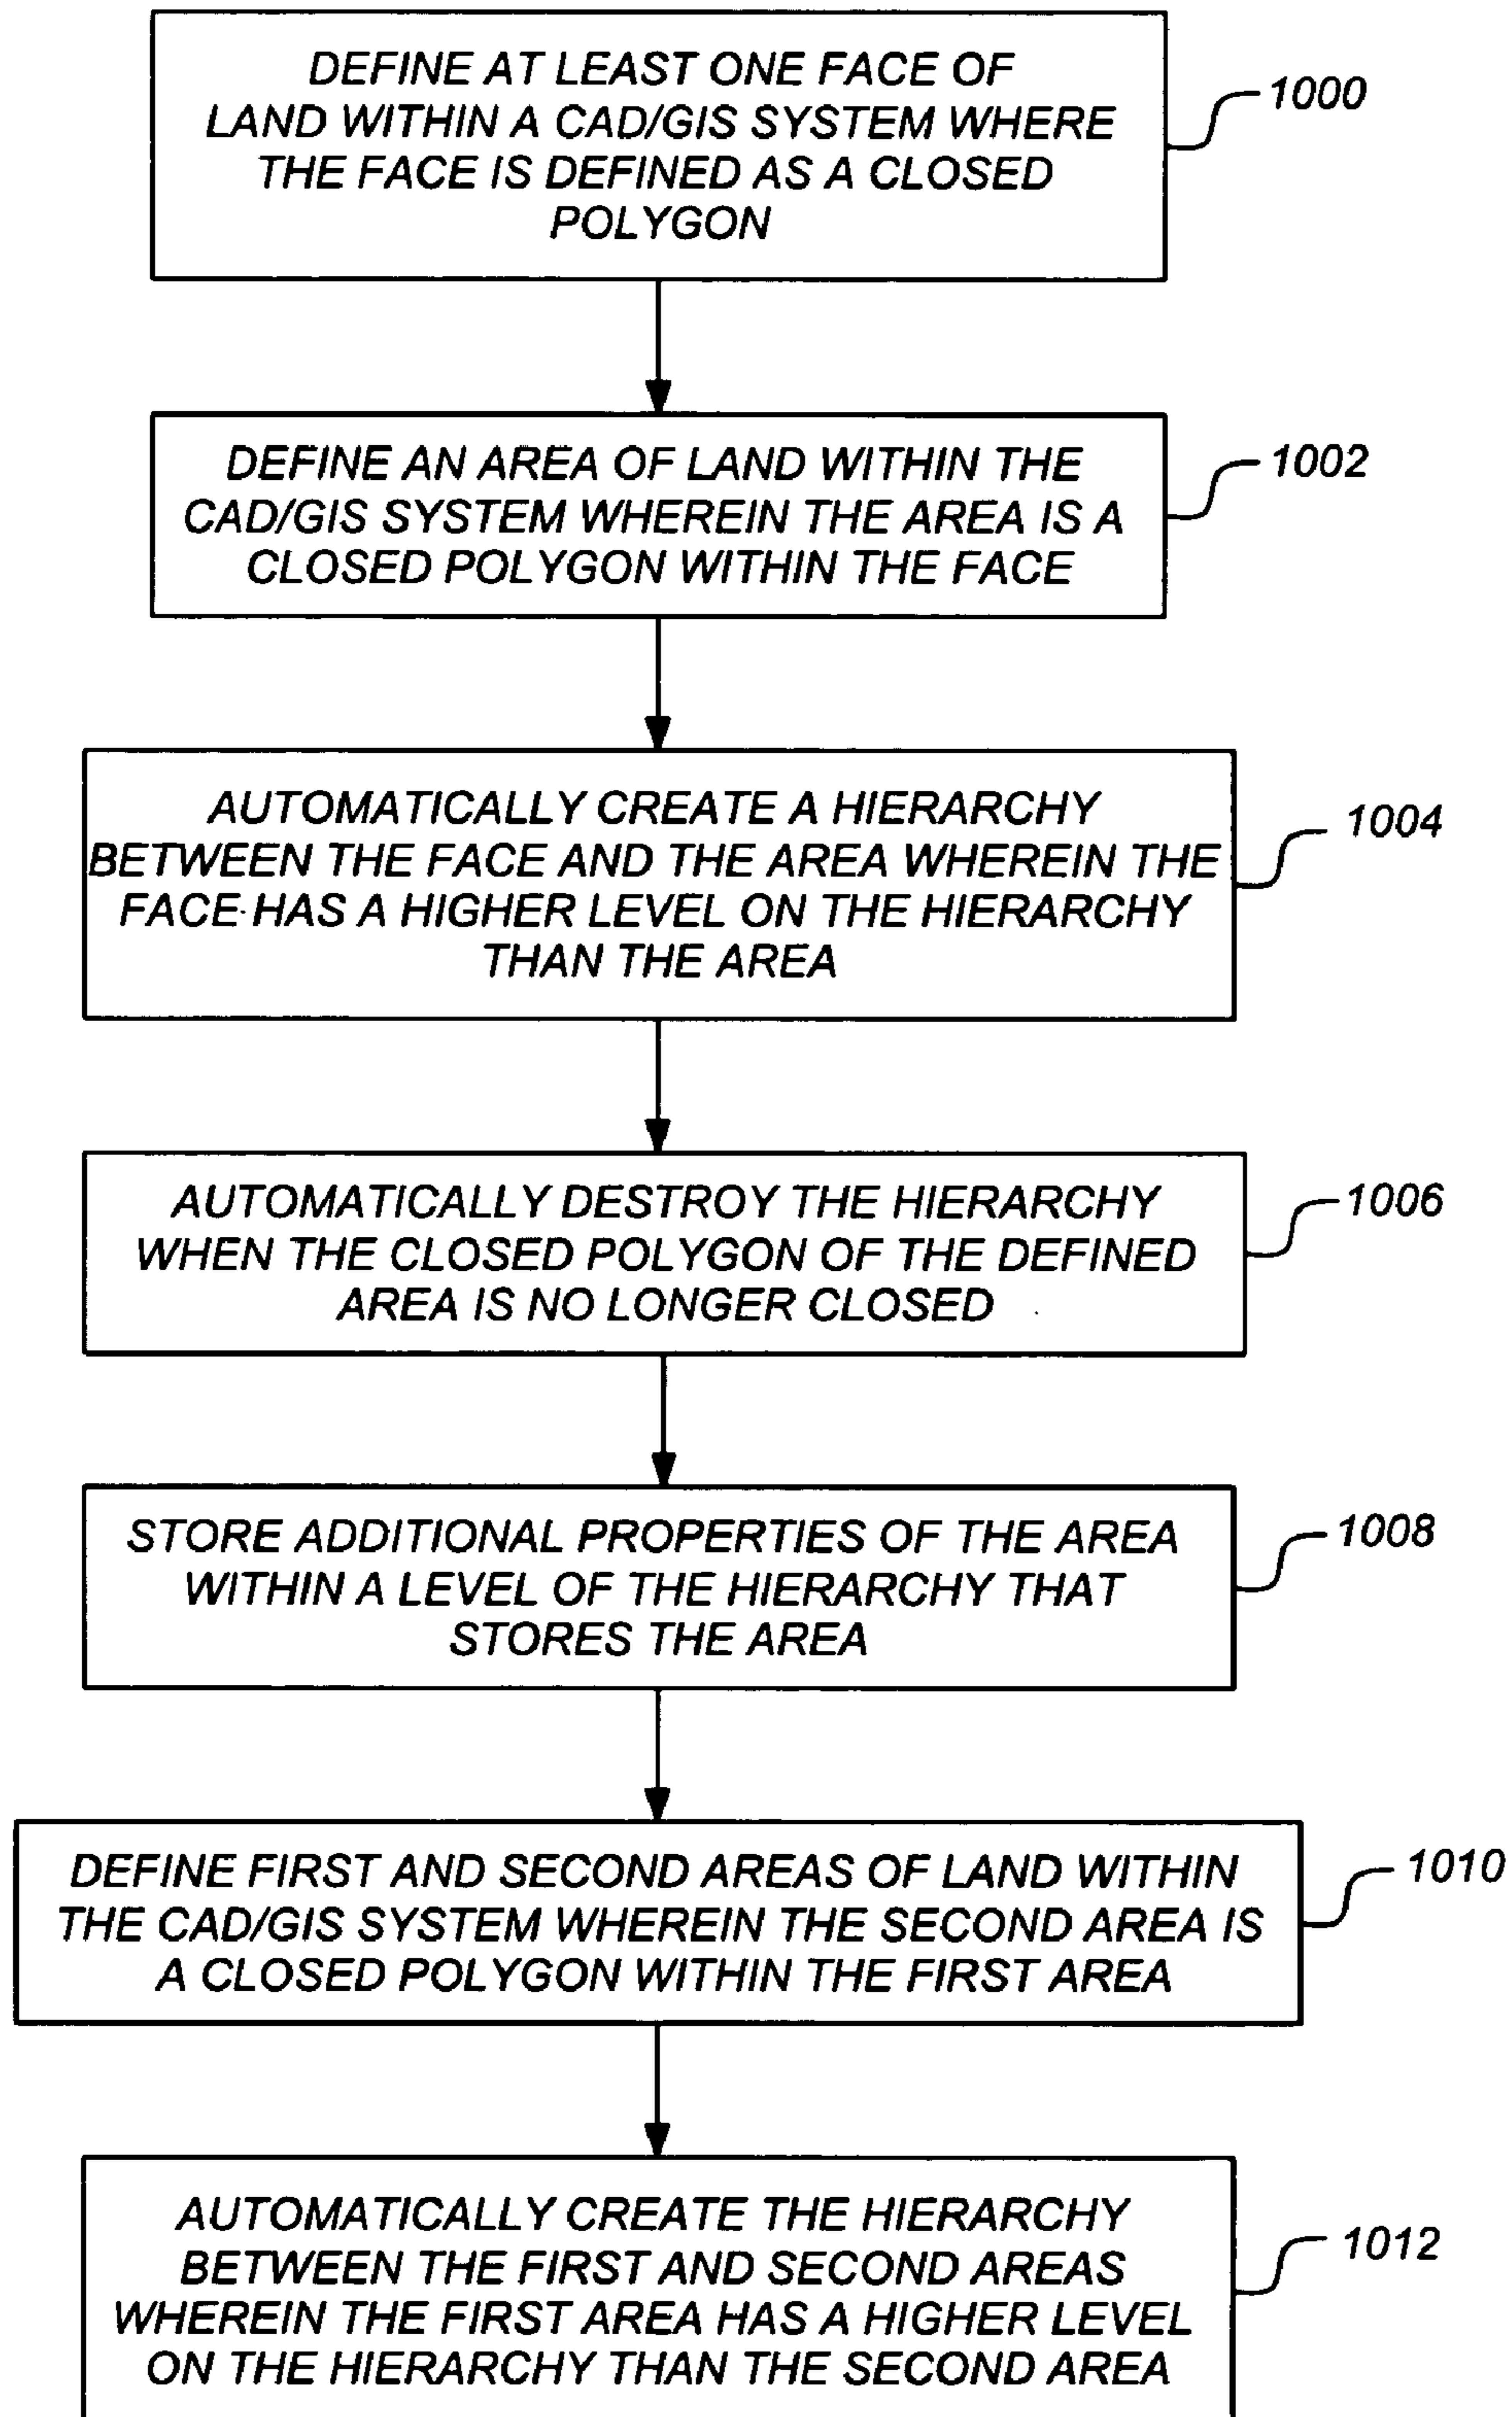 DEFINE AT LEAST ONE FACE OF
LAND WITHIN A CAD/GIS SYSTEM WHERE
THE FACE IS DEFINED AS A CLOSED
POLYGON
1000
DEFINE AN AREA OF LAND WITHIN THE
CAD/GIS SYSTEM WHEREIN THE AREA IS A
CLOSED POLYGON WITHIN THE FACE
1002
AUTOMATICALLY CREATE A HIERARCHY
BETWEEN THE FACE AND THE AREA WHEREIN THE
FACE HAS A HIGHER LEVEL ON THE HIERARCHY
THAN THE AREA
1004
AUTOMATICALLY DESTROY THE HIERARCHY
WHEN THE CLOSED POLYGON OF THE DEFINED
AREA IS NO LONGER CLOSED
1006
STORE ADDITIONAL PROPERTIES OF THE AREA
WITHIN A LEVEL OF THE HIERARCHY THAT
STORES THE AREA
1008
DEFINE FIRST AND SECOND AREAS OF LAND WITHIN
THE CAD/GIS SYSTEM WHEREIN THE SECOND AREA IS
A CLOSED POLYGON WITHIN THE FIRST AREA
1010
AUTOMATICALLY CREATE THE HIERARCHY
BETWEEN THE FIRST AND SECOND AREAS
WHEREIN THE FIRST AREA HAS A HIGHER LEVEL
ON THE HIERARCHY THAN THE SECOND AREA
1012